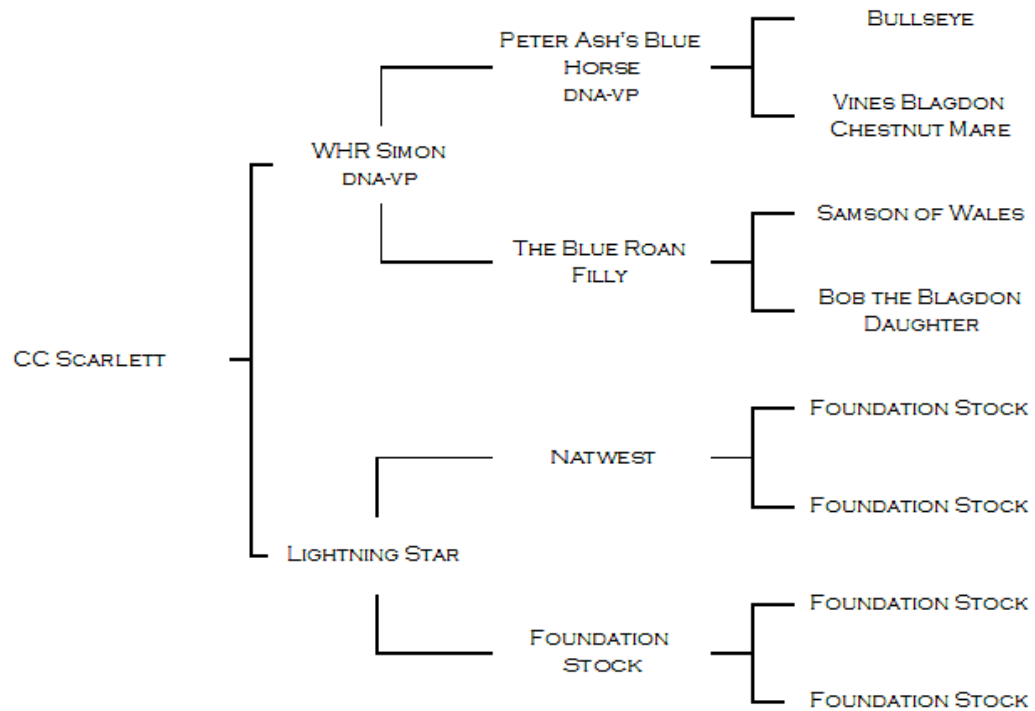 Bullseye
Peter Ash's Blue
Horse
DNA-VP
Vines Blagdon
Chestnut Mare
WHR Simon
DNA-VP
Samson of Wales
The Blue Roan
Filly
Bob the Blagdon
Daughter
CC Scarlett
Foundation Stock
Natwest
Foundation Stock
Lightning Star
Foundation Stock
Foundation
Stock
Foundation Stock